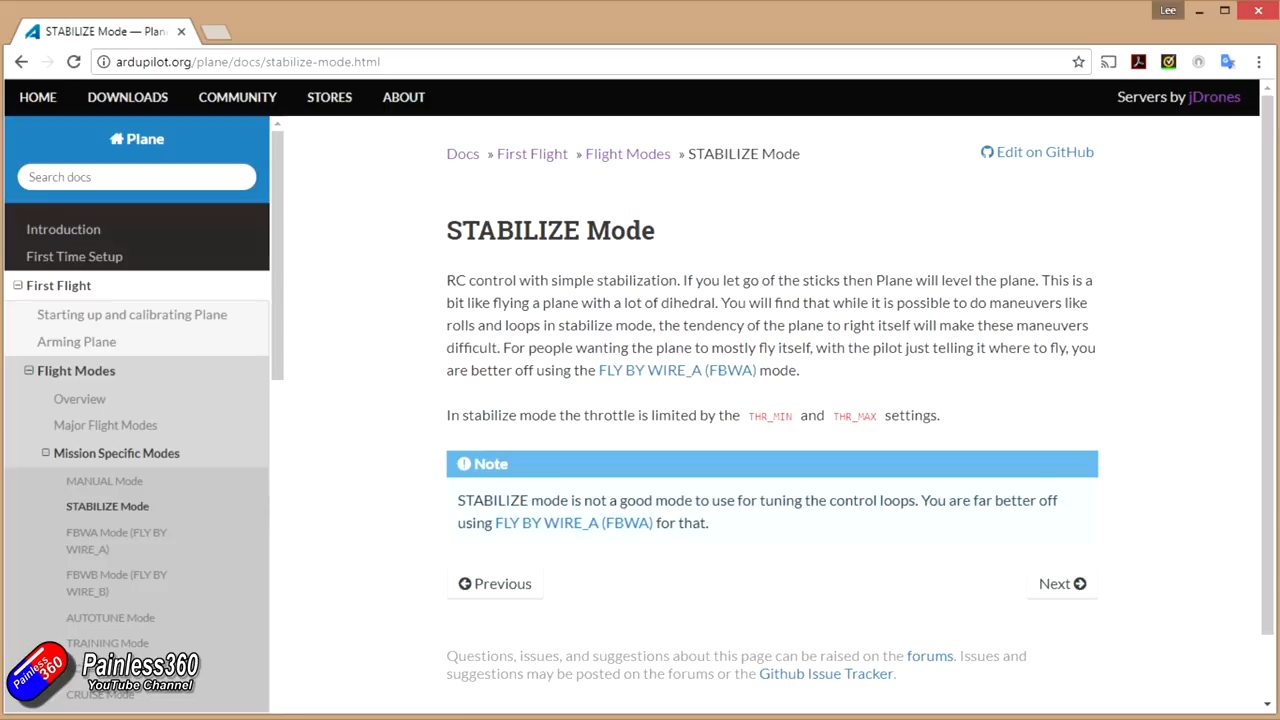 Lee
STABILIZE Mode — Plan
ardupilot.org/plane/docs/stabilize-mode.html
HOME DOWNLOADS COMMUNITY STORES ABOUT Servers by jDrones
Plane
Search docs
Introduction
First Time Setup
First Flight
Starting up and calibrating Plane
Arming Plane
Flight Modes
Overview
Major Flight Modes
Mission Specific Modes
MANUAL Mode
STABILIZE Mode
FBWA Mode (FLY BY
WIRE_A)
FBWB Mode (FLY BY
WIRE_B)
AUTOTUNE Mode
TRAINING Mode
CRUISE Mode
Docs » First Flight » Flight Modes » STABILIZE Mode
Edit on GitHub
STABILIZE Mode
RC control with simple stabilization. If you let go of the sticks then Plane will level the plane. This is a
bit like flying a plane with a lot of dihedral. You will find that while it is possible to do maneuvers like
rolls and loops in stabilize mode, the tendency of the plane to right itself will make these maneuvers
difficult. For people wanting the plane to mostly fly itself, with the pilot just telling it where to fly, you
are better off using the FLY BY WIRE_A (FBWA) mode.
In stabilize mode the throttle is limited by the THR_MIN and THR_MAX settings.
Note
STABILIZE mode is not a good mode to use for tuning the control loops. You are far better off
using FLY BY WIRE_A (FBWA) for that.
Previous
Next
Questions, issues, and suggestions about this page can be raised on the forums. Issues and
suggestions may be posted on the forums or the Github Issue Tracker.
Painless 360
Painless360
YouTube Channel